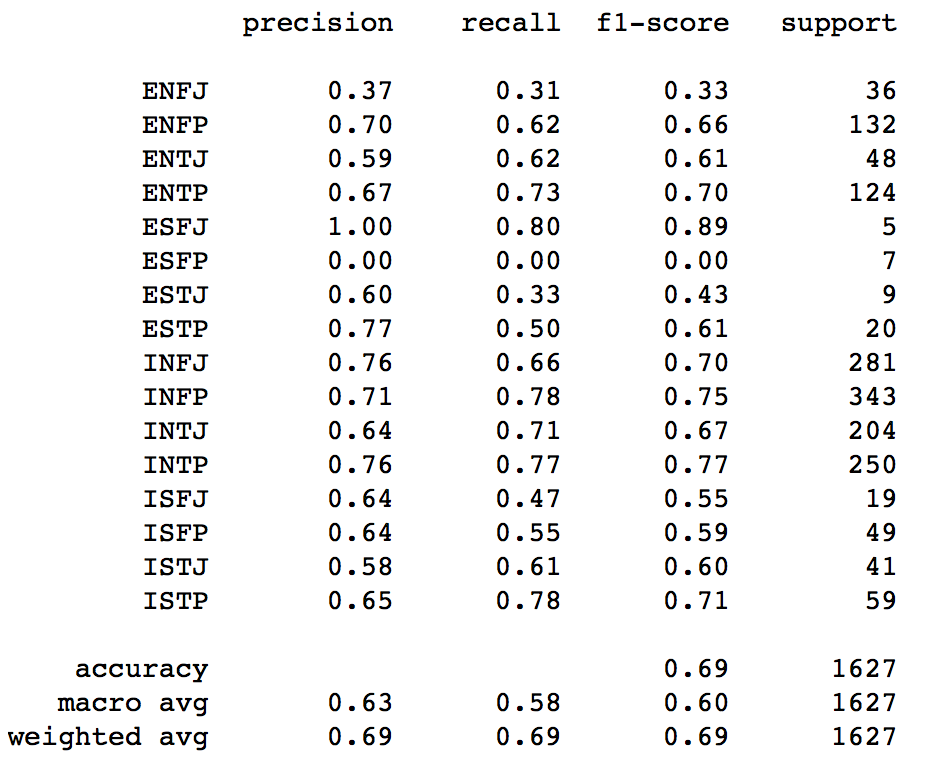 precision recall f1-score support
ENFJ 0.37 0.31 0.33 36
ENFP 0.70 0.62 0.66 132
ENTJ 0.59 0.62 0.61 48
ENTP 0.67 0.73 0.70 124
ESFJ 1.00 0.80 0.89 5
ESFP 0.00 0.00 0.00 7
ESTJ 0.60 0.33 0.43 9
ESTP 0.77 0.50 0.61 20
INFJ 0.76 0.66 0.70 281
INFP 0.71 0.78 0.75 343
INTJ 0.64 0.71 0.67 204
INTP 0.76 0.77 0.77 250
ISFJ 0.64 0.47 0.55 19
ISFP 0.64 0.55 0.59 49
ISTJ 0.58 0.61 0.60 41
ISTP 0.65 0.78 0.71 59
accuracy 0.69 1627
macro avg 0.63 0.58 0.60 1627
weighted avg 0.69 0.69 0.69 1627